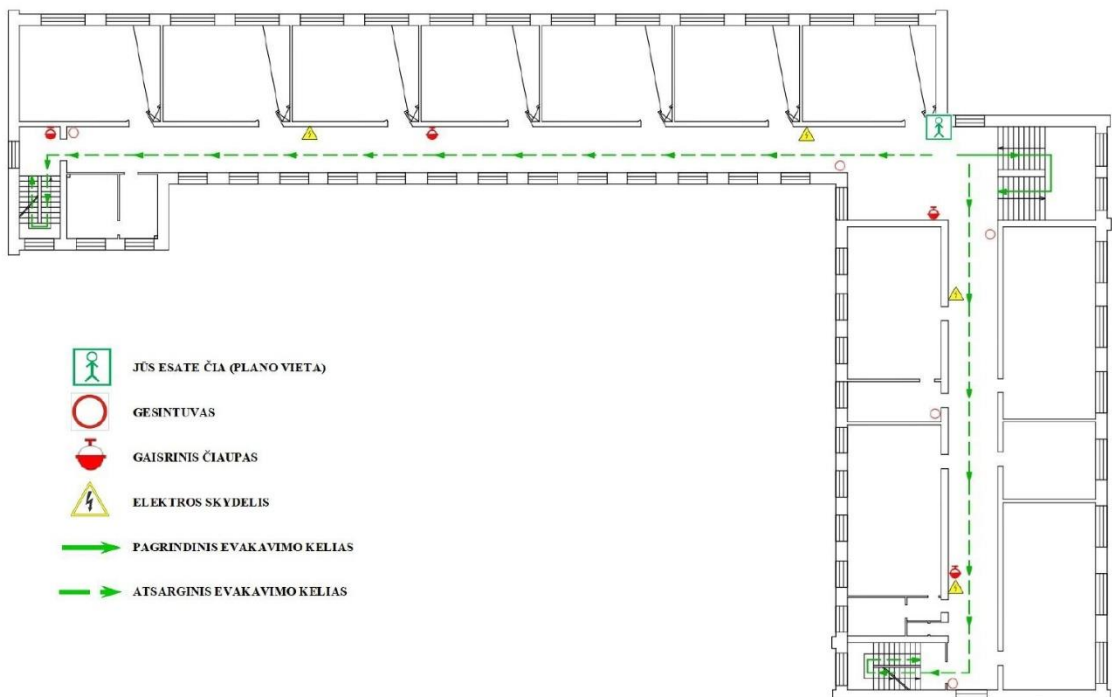 JŪS ESATE ČIA (PLANO VIETA)
GESINTUVAS
GAISRINIS ČIAUPAS
ELEKTROS SKYDELIS
PAGRINDINIS EVAKAVIMO KELIAS
ATSARGINIS EVAKAVIMO KELIAS